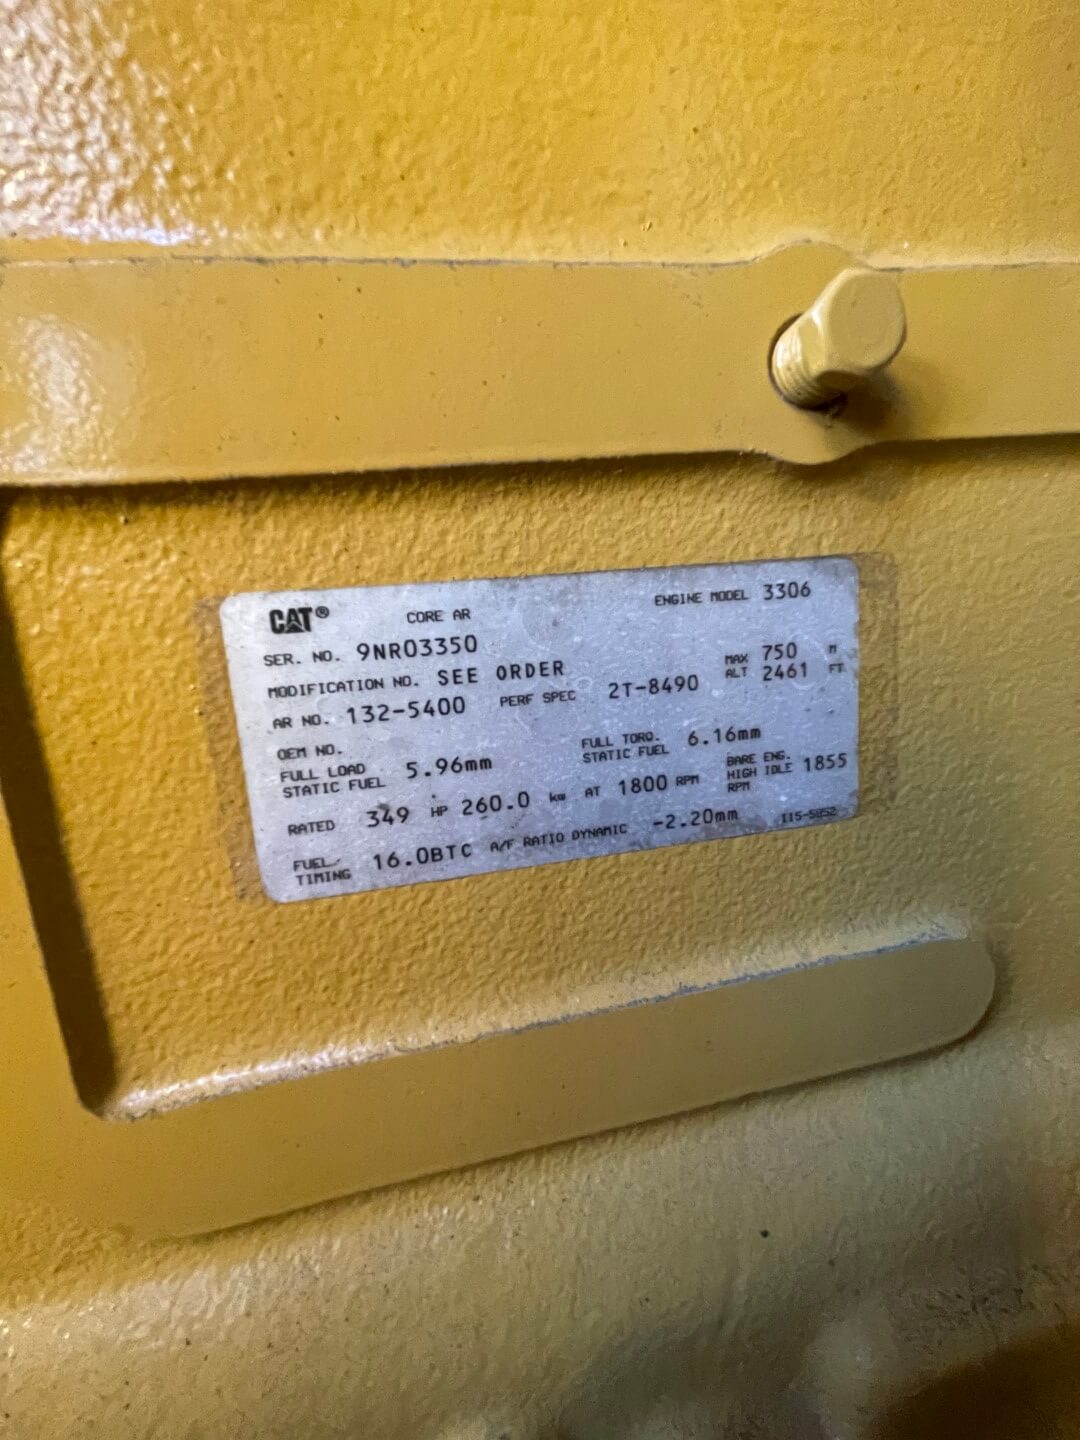 CAT® CORE AR ENGINE MODEL 3306
SER. NO. 9NR03350
MODIFICATION NO. SEE ORDER MAX ALT 750 M 2461 FT
AR NO. 132-5400 PERF SPEC 2T-8490
OEM NO.
FULL LOAD STATIC FUEL 5.96mm FULL TORQ. STATIC FUEL 6.16mm
RATED 349 HP 260.0 kw AT 1800 RPM BARE ENG. HIGH IDLE RPM 1855
FUEL/ TIMING 16.0BTC A/F RATIO DYNAMIC -2.20mm 115-5852